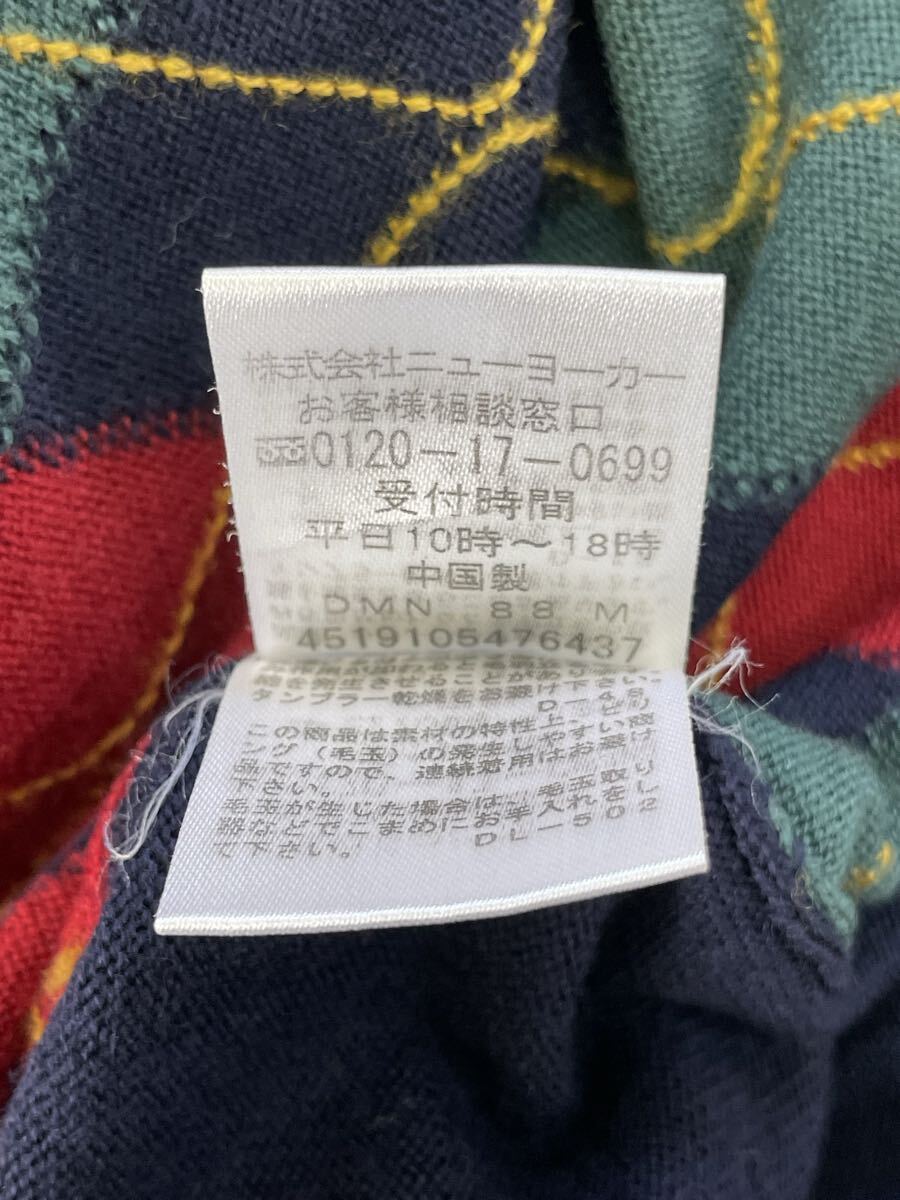 株式会社ニューヨーカー
お客様相談窓口
0120-17-0699
受付時間
平日10時～18時
中国製
DMN 88 M
4519105476437
タンブラー乾燥をお避け下さい。
この商品は素材の特性上、ピリ
ング（毛玉）の発生しやすい商
品ですので、連続着用はお避け
下さい。
毛玉が生じた場合は、毛玉取り
器などでこまめにお手入れをし
て下さい。 DL-1502